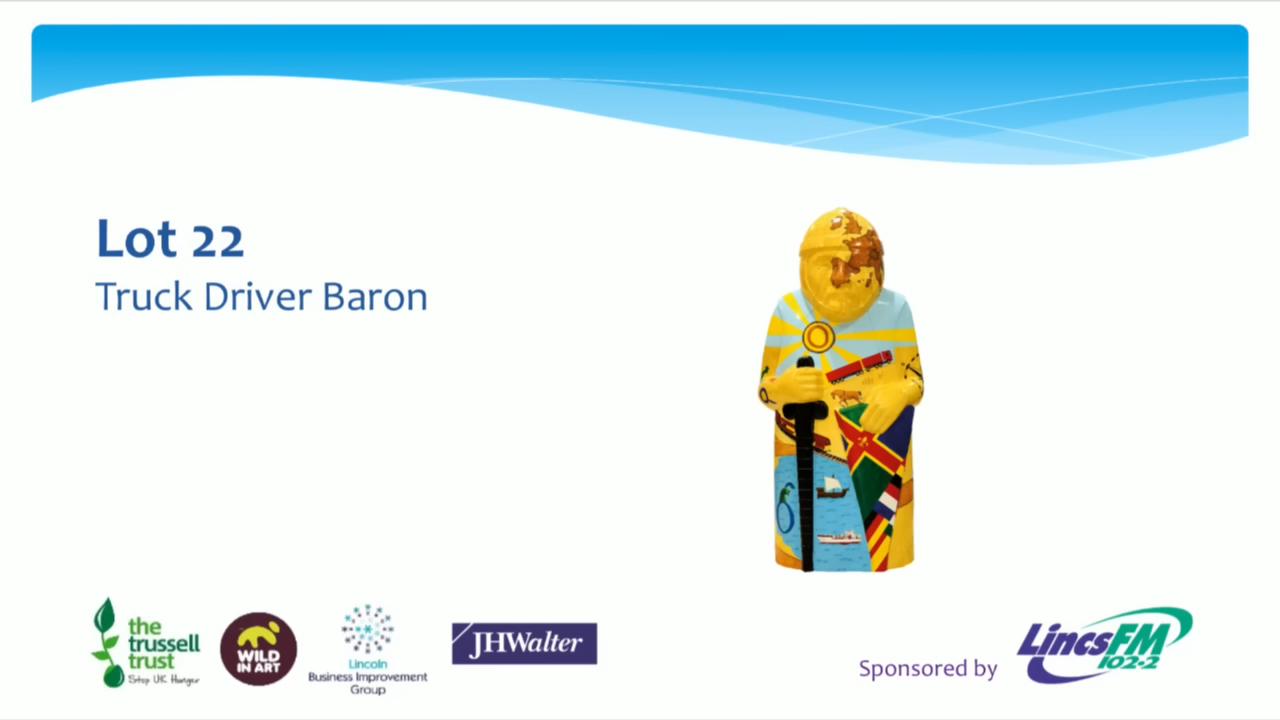 Lot 22
Truck Driver Baron
the
trussell
trust
Stop UK Hunger
WILD
IN ART
Lincoln
Business Improvement
Group
JHWalter
Sponsored by
LincsFM
102·2